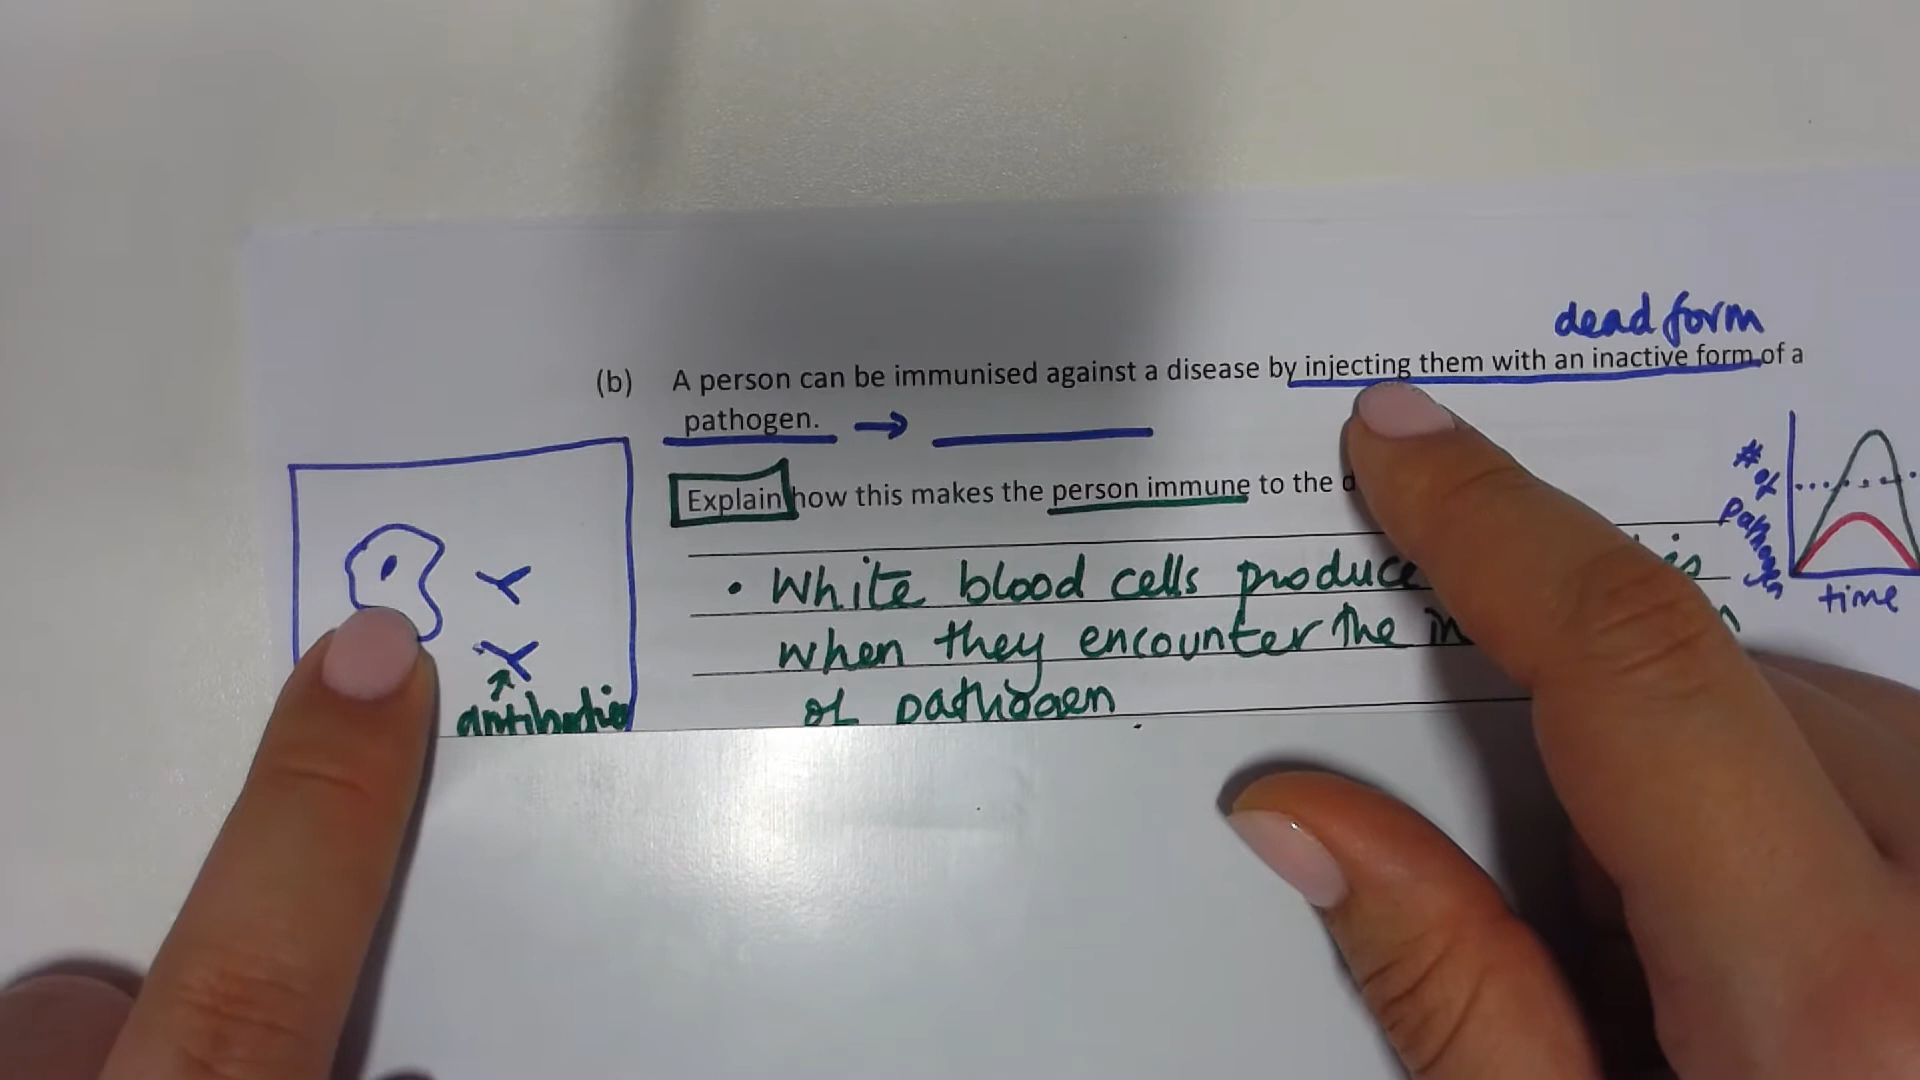 dead form
(b) A person can be immunised against a disease by injecting them with an inactive form of a
pathogen.
Explain how this makes the person immune to the
# of
pathogens
time
• White blood cells produce
when they encounter the
of pathogen
antibodies